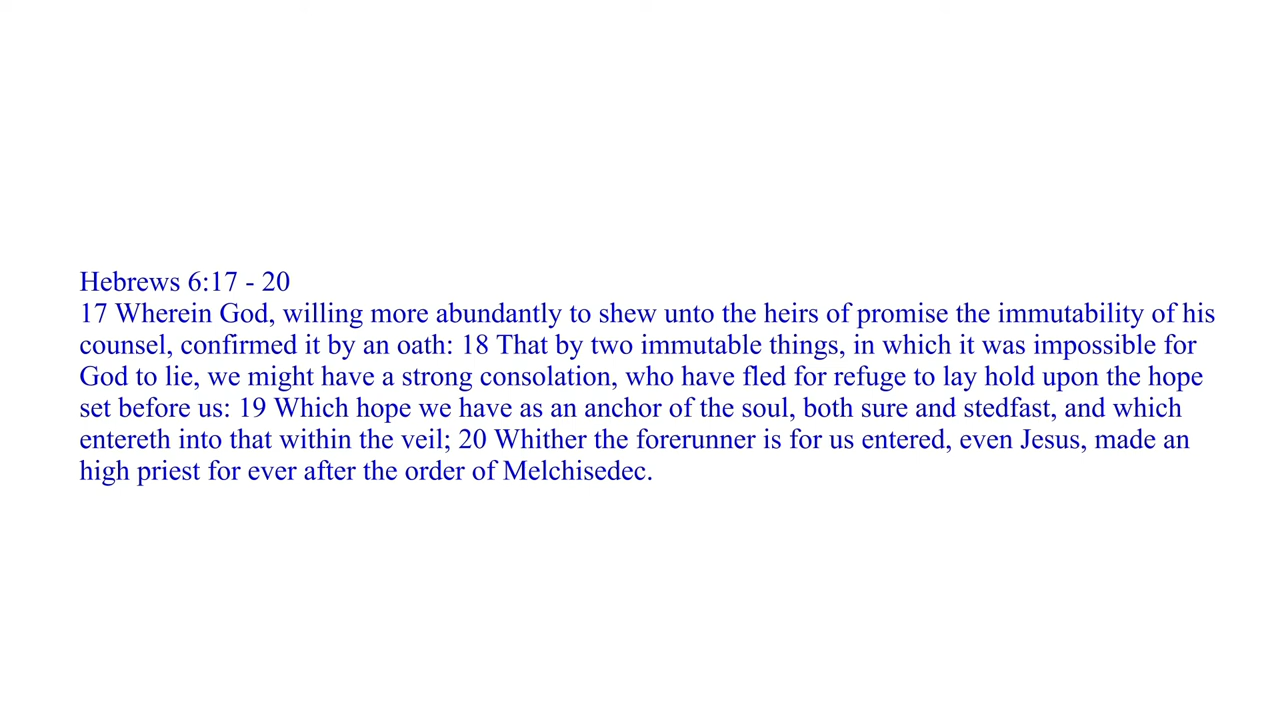 Hebrews 6:17 - 20
17 Wherein God, willing more abundantly to shew unto the heirs of promise the immutability of his
counsel, confirmed it by an oath: 18 That by two immutable things, in which it was impossible for
God to lie, we might have a strong consolation, who have fled for refuge to lay hold upon the hope
set before us: 19 Which hope we have as an anchor of the soul, both sure and stedfast, and which
entereth into that within the veil; 20 Whither the forerunner is for us entered, even Jesus, made an
high priest for ever after the order of Melchisedec.